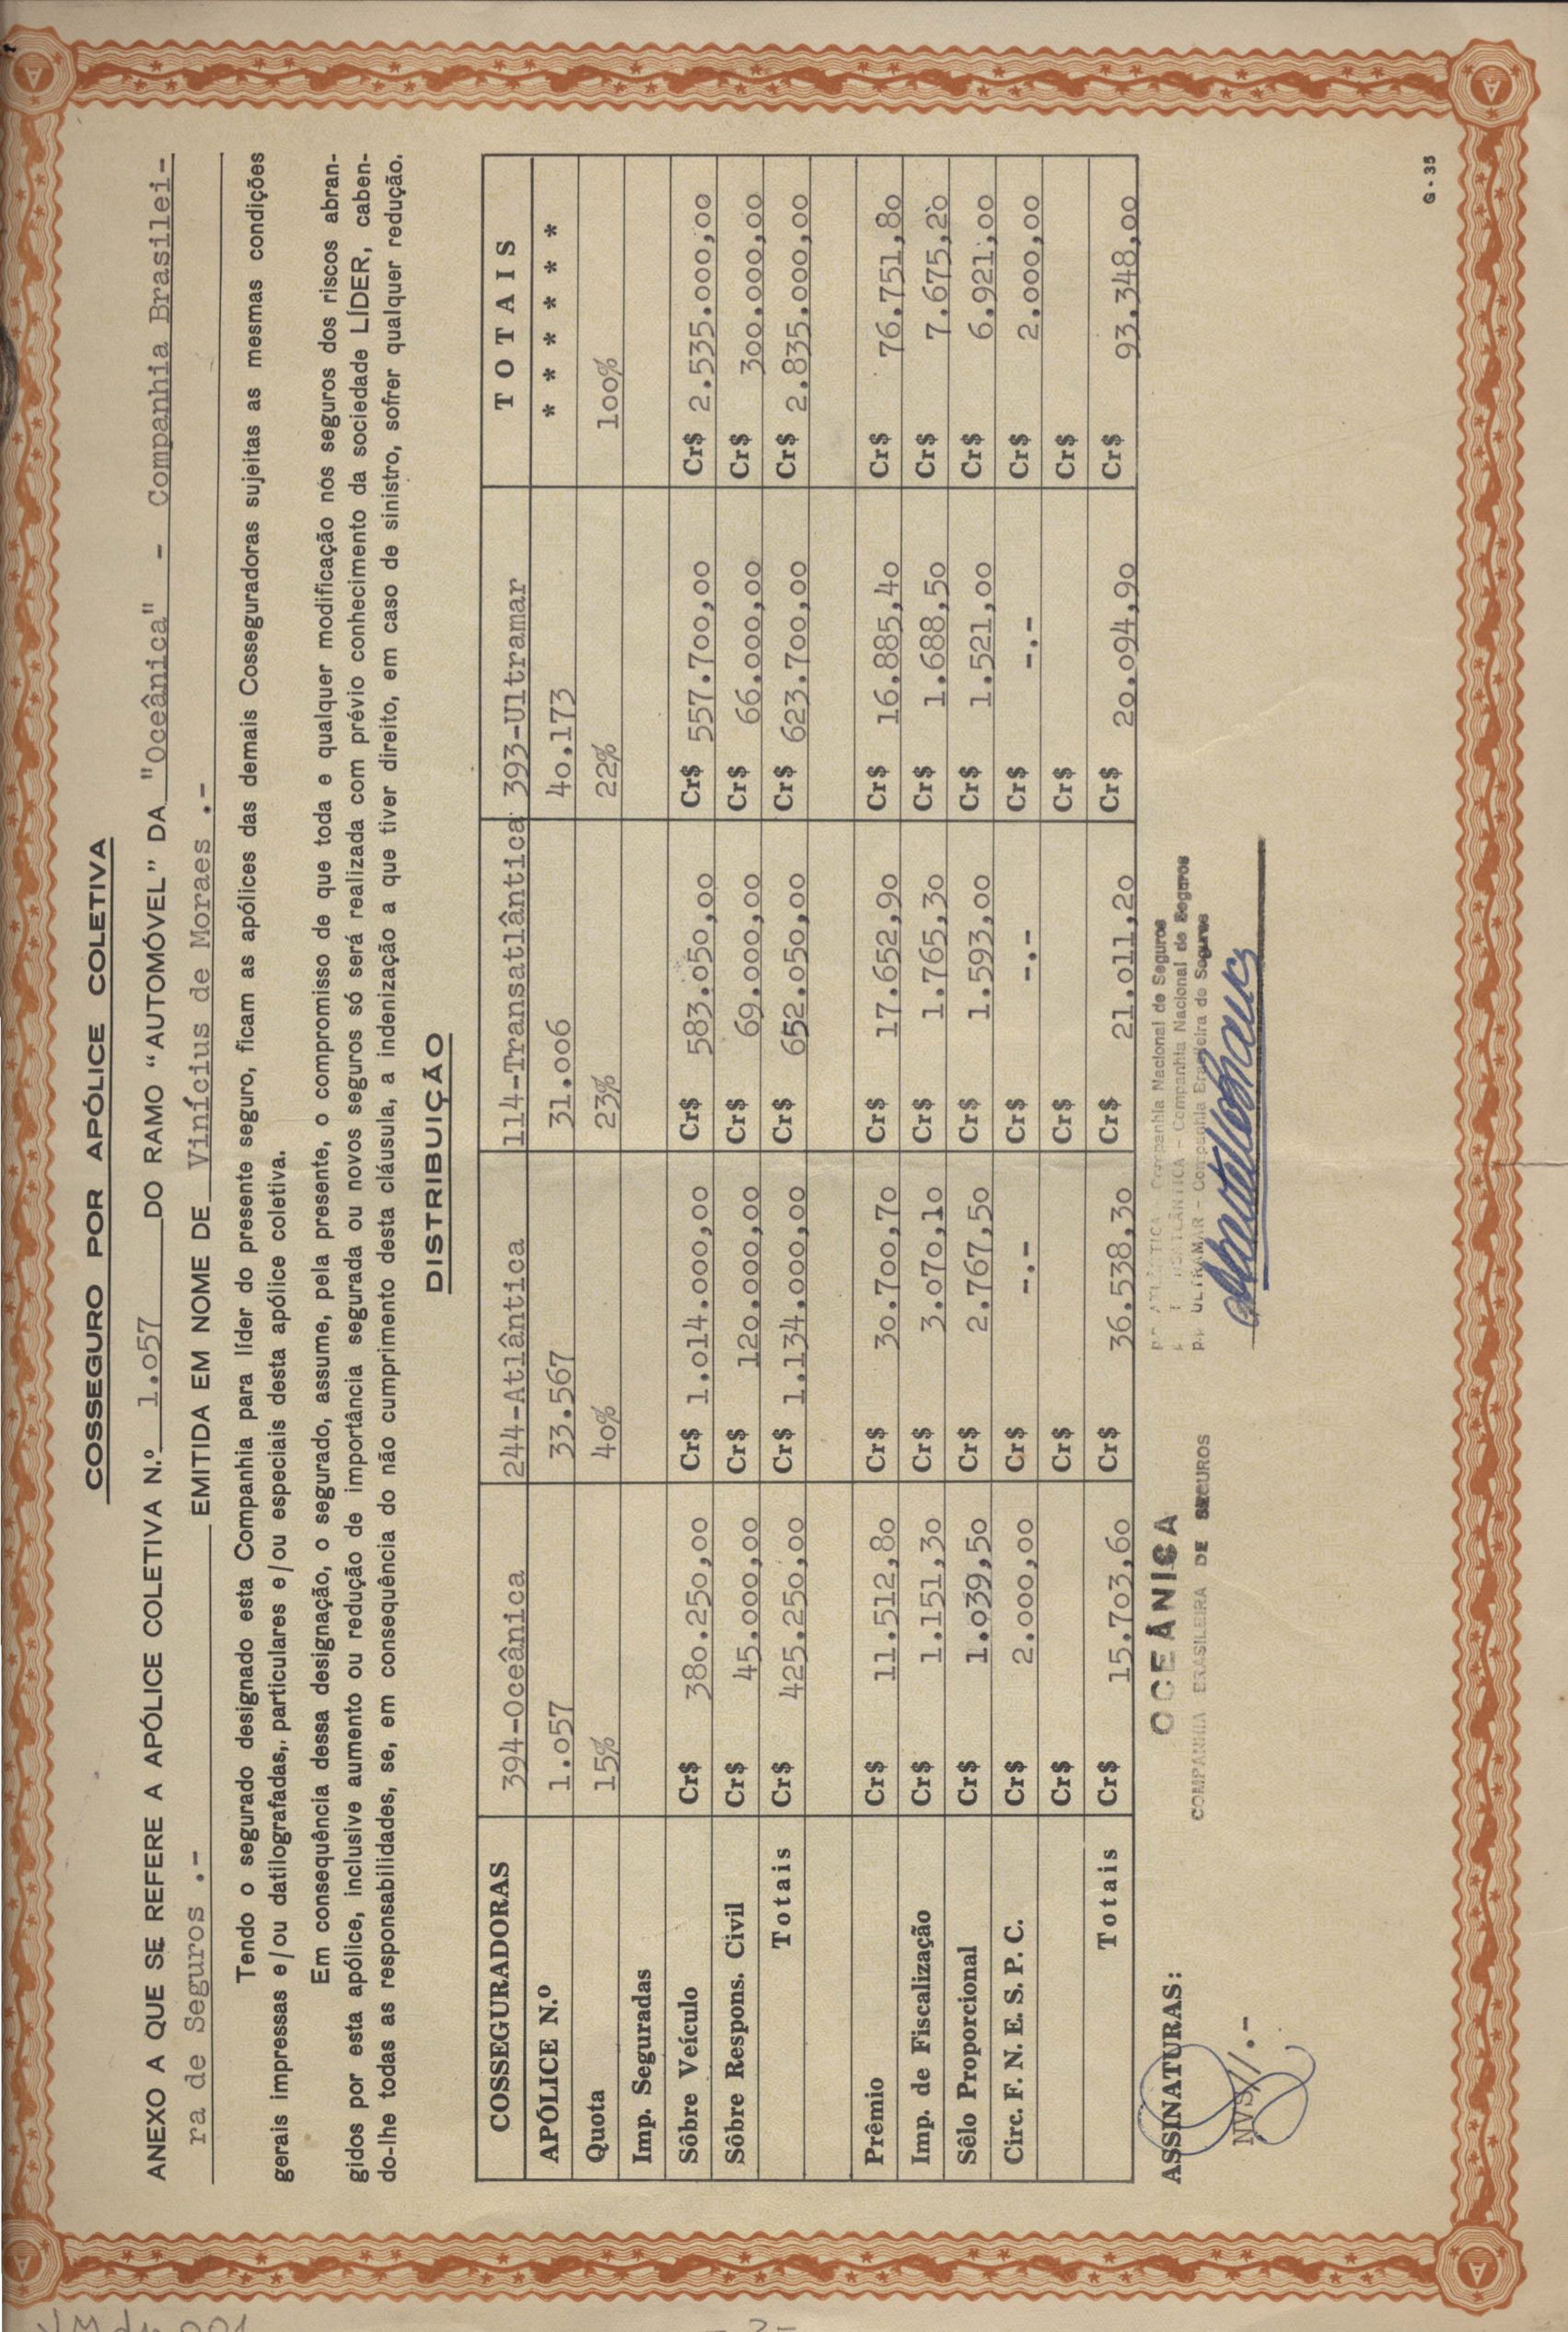 COSSEGURO POR APÓLICE COLETIVA
ANEXO A QUE SE REFERE A APÓLICE COLETIVA N.º 1.057 DO RAMO “AUTOMÓVEL” DA "Oceânica" - Companhia Brasilei-
ra de Seguros .- EMITIDA EM NOME DE Vinícius de Moraes .-
Tendo o segurado designado esta Companhia para líder do presente seguro, ficam as apólices das demais Cosseguradoras sujeitas as mesmas condições
gerais impressas e/ou datilografadas, particulares e/ou especiais desta apólice coletiva.
Em consequência dessa designação, o segurado, assume, pela presente, o compromisso de que toda e qualquer modificação nos seguros dos riscos abran-
gidos por esta apólice, inclusive aumento ou redução de importância segurada ou novos seguros só será realizada com prévio conhecimento da sociedade LÍDER, caben-
do-lhe todas as responsabilidades, se, em consequência do não cumprimento desta cláusula, a indenização a que tiver direito, em caso de sinistro, sofrer qualquer redução.
DISTRIBUIÇÃO
COSSEGURADORAS 394-Oceânica 244-Atlântica 114-Transatlântica 393-Ultramar TOTAIS
APÓLICE N.º 1.057 33.567 31.006 40.173 * * * * * *
Quota 15% 40% 23% 22% 100%
Imp. Seguradas
Sôbre Veículo Cr$ 380.250,00 Cr$ 1.014.000,00 Cr$ 583.050,00 Cr$ 557.700,00 Cr$ 2.535.000,00
Sôbre Respons. Civil Cr$ 45.000,00 Cr$ 120.000,00 Cr$ 69.000,00 Cr$ 66.000,00 Cr$ 300.000,00
Totais Cr$ 425.250,00 Cr$ 1.134.000,00 Cr$ 652.050,00 Cr$ 623.700,00 Cr$ 2.835.000,00
Prêmio Cr$ 11.512,80 Cr$ 30.700,70 Cr$ 17.652,90 Cr$ 16.885,40 Cr$ 76.751,80
Imp. de Fiscalização Cr$ 1.151,30 Cr$ 3.070,10 Cr$ 1.765,30 Cr$ 1.688,50 Cr$ 7.675,20
Sêlo Proporcional Cr$ 1.039,50 Cr$ 2.767,50 Cr$ 1.593,00 Cr$ 1.521,00 Cr$ 6.921,00
Circ. F. N. E. S. P. C. Cr$ 2.000,00 Cr$ -.- Cr$ -.- Cr$ -.- Cr$ 2.000,00
Cr$ Cr$ Cr$ Cr$ Cr$
Totais Cr$ 15.703,60 Cr$ 36.538,30 Cr$ 21.011,20 Cr$ 20.094,90 Cr$ 93.348,00
ASSINATURAS:
OCEÂNICA
COMPANHIA BRASILEIRA DE SEGUROS
Companhia Nacional de Seguros
Companhia Nacional de Seguros
p.p ULTRAMAR - Companhia Brasileira de Seguros
NVS//.-
G - 35